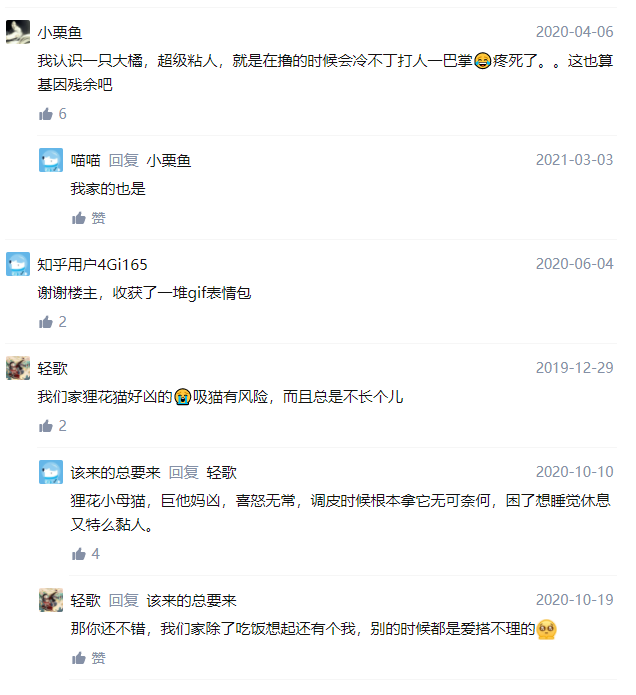 小栗鱼 2020-04-06
我认识一只大橘，超级粘人，就是在撸的时候会冷不丁打人一巴掌😂疼死了。。这也算
基因残余吧
6
喵喵 回复 小栗鱼 2021-03-03
我家的也是
赞
知乎用户4Gi165 2020-06-04
谢谢楼主，收获了一堆gif表情包
2
轻歌 2019-12-29
我们家狸花猫好凶的😭吸猫有风险，而且总是不长个儿
2
该来的总要来 回复 轻歌 2020-10-10
狸花小母猫，巨他妈凶，喜怒无常，调皮时候根本拿它无可奈何，困了想睡觉休息
又特么黏人。
4
轻歌 回复 该来的总要来 2020-10-19
那你还不错，我们家除了吃饭想起还有个我，别的时候都是爱搭不理的🥺
赞